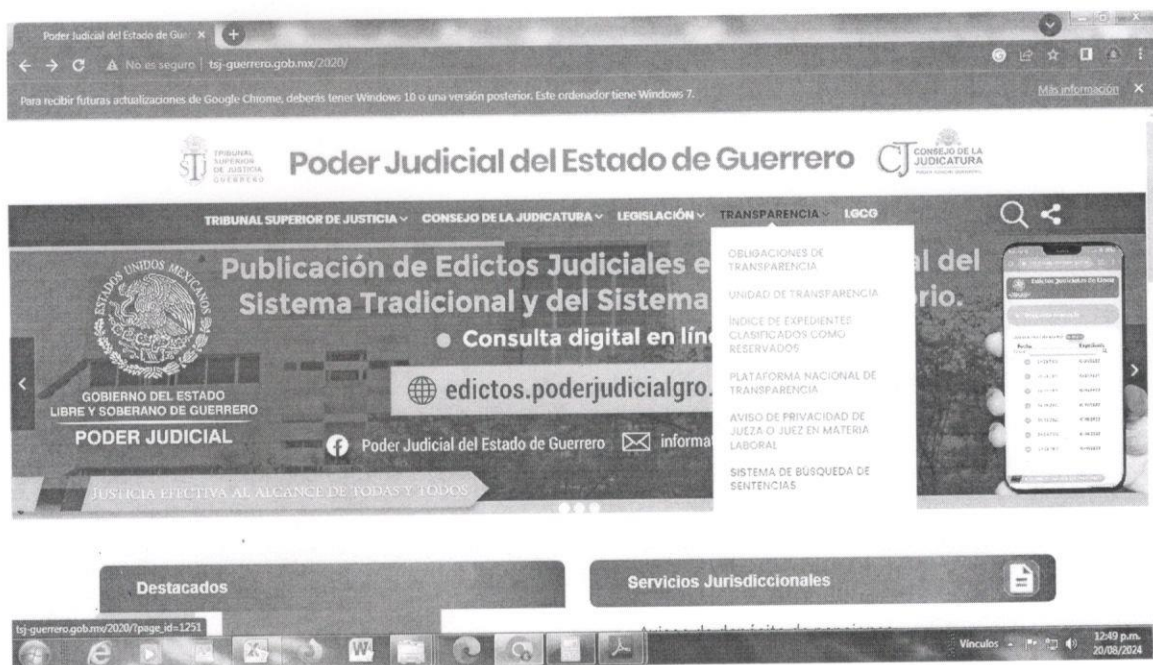 Poder Judicial del Estado de Gue
No es seguro | tsj-guerrero.gob.mx/2020/
Para recibir futuras actualizaciones de Google Chrome, deberás tener Windows 10 o una versión posterior. Este ordenador tiene Windows 7.
Más información
TRIBUNAL
SUPERIOR
DE JUSTICIA
GUERRERO
Poder Judicial del Estado de Guerrero
CONSEJO DE LA
JUDICATURA
TRIBUNAL SUPERIOR DE JUSTICIA
CONSEJO DE LA JUDICATURA
LEGISLACIÓN
TRANSPARENCIA
LGCG
OBLIGACIONES DE
TRANSPARENCIA
UNIDAD DE TRANSPARENCIA
ÍNDICE DE EXPEDIENTES
CLASIFICADOS COMO
RESERVADOS
PLATAFORMA NACIONAL DE
TRANSPARENCIA
AVISO DE PRIVACIDAD DE
JUEZA O JUEZ EN MATERIA
LABORAL
SISTEMA DE BÚSQUEDA DE
SENTENCIAS
ESTADOS UNIDOS MEXICANOS
GOBIERNO DEL ESTADO
LIBRE Y SOBERANO DE GUERRERO
PODER JUDICIAL
Publicación de Edictos Judiciales e al del
Sistema Tradicional y del Sistema rio.
Consulta digital en lín
edictos.poderjudicialgro.
Poder Judicial del Estado de Guerrero informat
JUSTICIA EFECTIVA AL ALCANCE DE TODAS Y TODOS
Destacados
Servicios Jurisdiccionales
tsj-guerrero.gob.mx/2020/?page_id=1251
Vínculos
12:49 p.m.
20/08/2024